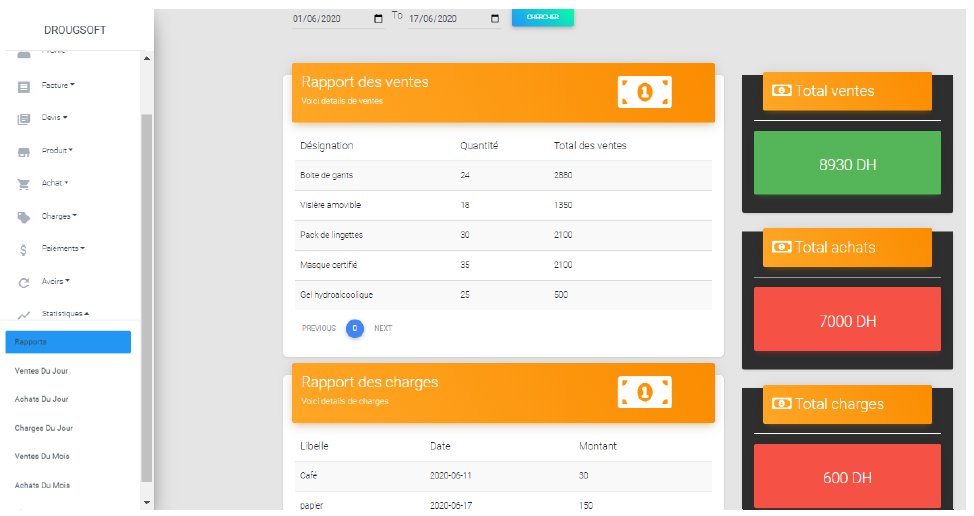 DROUGSOFT
Profile
Facture
Devis
Produit
Achat
Charges
Paiements
Avoirs
Statistiques
Rapports
Ventes Du Jour
Achats Du Jour
Charges Du Jour
Ventes Du Mois
Achats Du Mois
01/06/2020 To 17/06/2020 CHERCHER
Rapport des ventes
Voici details de ventes
Désignation Quantité Total des ventes
Boite de gants 24 2880
Visière amovible 18 1350
Pack de lingettes 30 2100
Masque certifié 35 2100
Gel hydroalcoolique 25 500
PREVIOUS 0 NEXT
Rapport des charges
Voici details de charges
Libelle Date Montant
Café 2020-06-11 30
papier 2020-06-17 150
Total ventes
8930 DH
Total achats
7000 DH
Total charges
600 DH